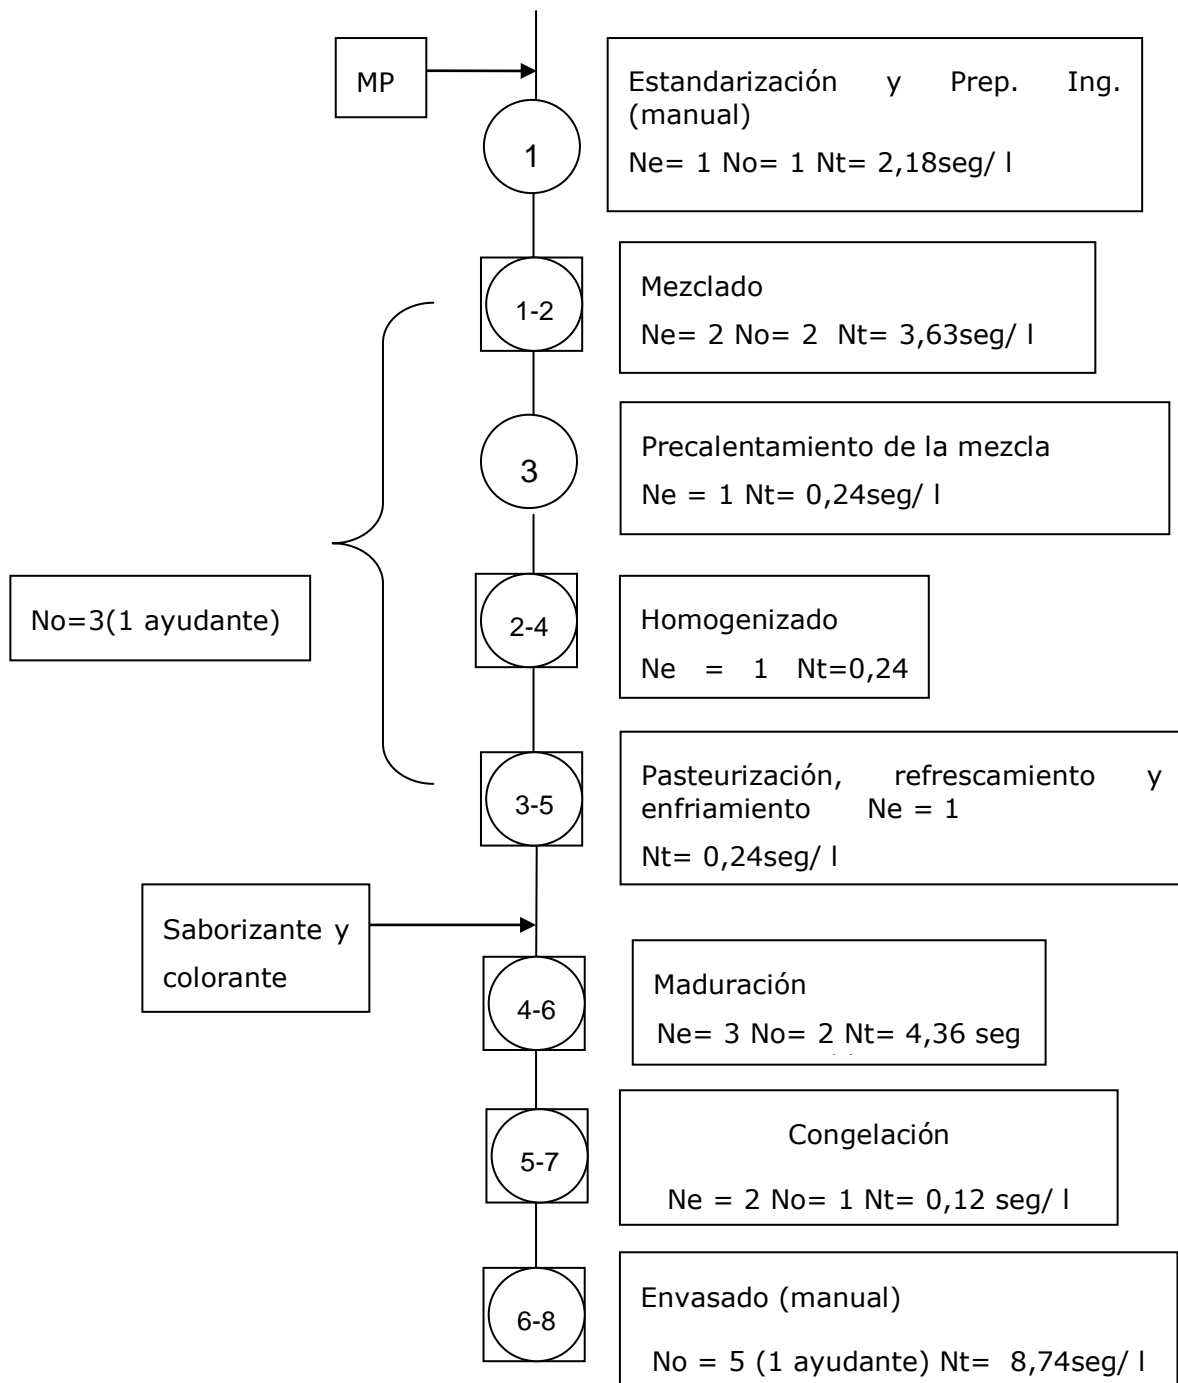 MP
Estandarización y Prep. Ing.
(manual)
Ne= 1 No= 1 Nt= 2,18seg/ l
1
Mezclado
Ne= 2 No= 2 Nt= 3,63seg/ l
1-2
Precalentamiento de la mezcla
Ne = 1 Nt= 0,24seg/ l
3
No=3(1 ayudante)
Homogenizado
Ne = 1 Nt=0,24
2-4
Pasteurización, refrescamiento y
enfriamiento Ne = 1
Nt= 0,24seg/ l
3-5
Saborizante y
colorante
Maduración
Ne= 3 No= 2 Nt= 4,36 seg
4-6
Congelación
Ne = 2 No= 1 Nt= 0,12 seg/ l
5-7
Envasado (manual)
No = 5 (1 ayudante) Nt= 8,74seg/ l
6-8